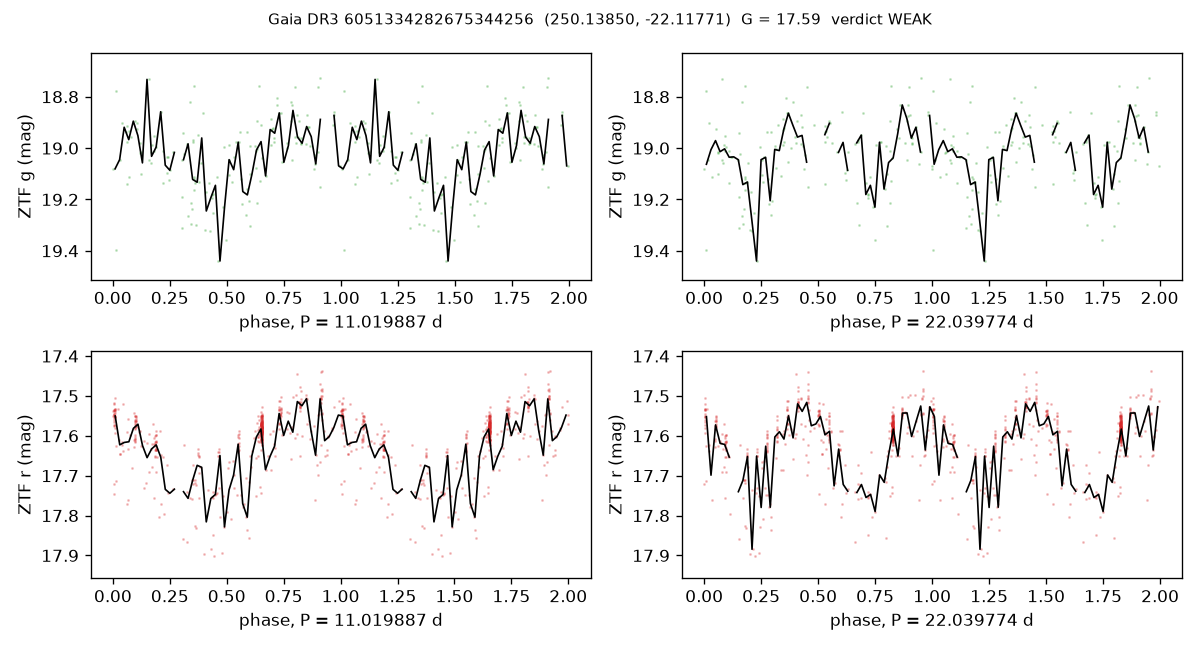 Gaia DR3 6051334282675344256  (250.13850, -22.11771)  G = 17.59  verdict WEAK
ZTF g (mag)
18.8
19.0
19.2
19.4
0.00 0.25 0.50 0.75 1.00 1.25 1.50 1.75 2.00
phase, P = 11.019887 d
ZTF g (mag)
18.8
19.0
19.2
19.4
0.00 0.25 0.50 0.75 1.00 1.25 1.50 1.75 2.00
phase, P = 22.039774 d
ZTF r (mag)
17.4
17.5
17.6
17.7
17.8
17.9
0.00 0.25 0.50 0.75 1.00 1.25 1.50 1.75 2.00
phase, P = 11.019887 d
ZTF r (mag)
17.4
17.5
17.6
17.7
17.8
17.9
0.00 0.25 0.50 0.75 1.00 1.25 1.50 1.75 2.00
phase, P = 22.039774 d